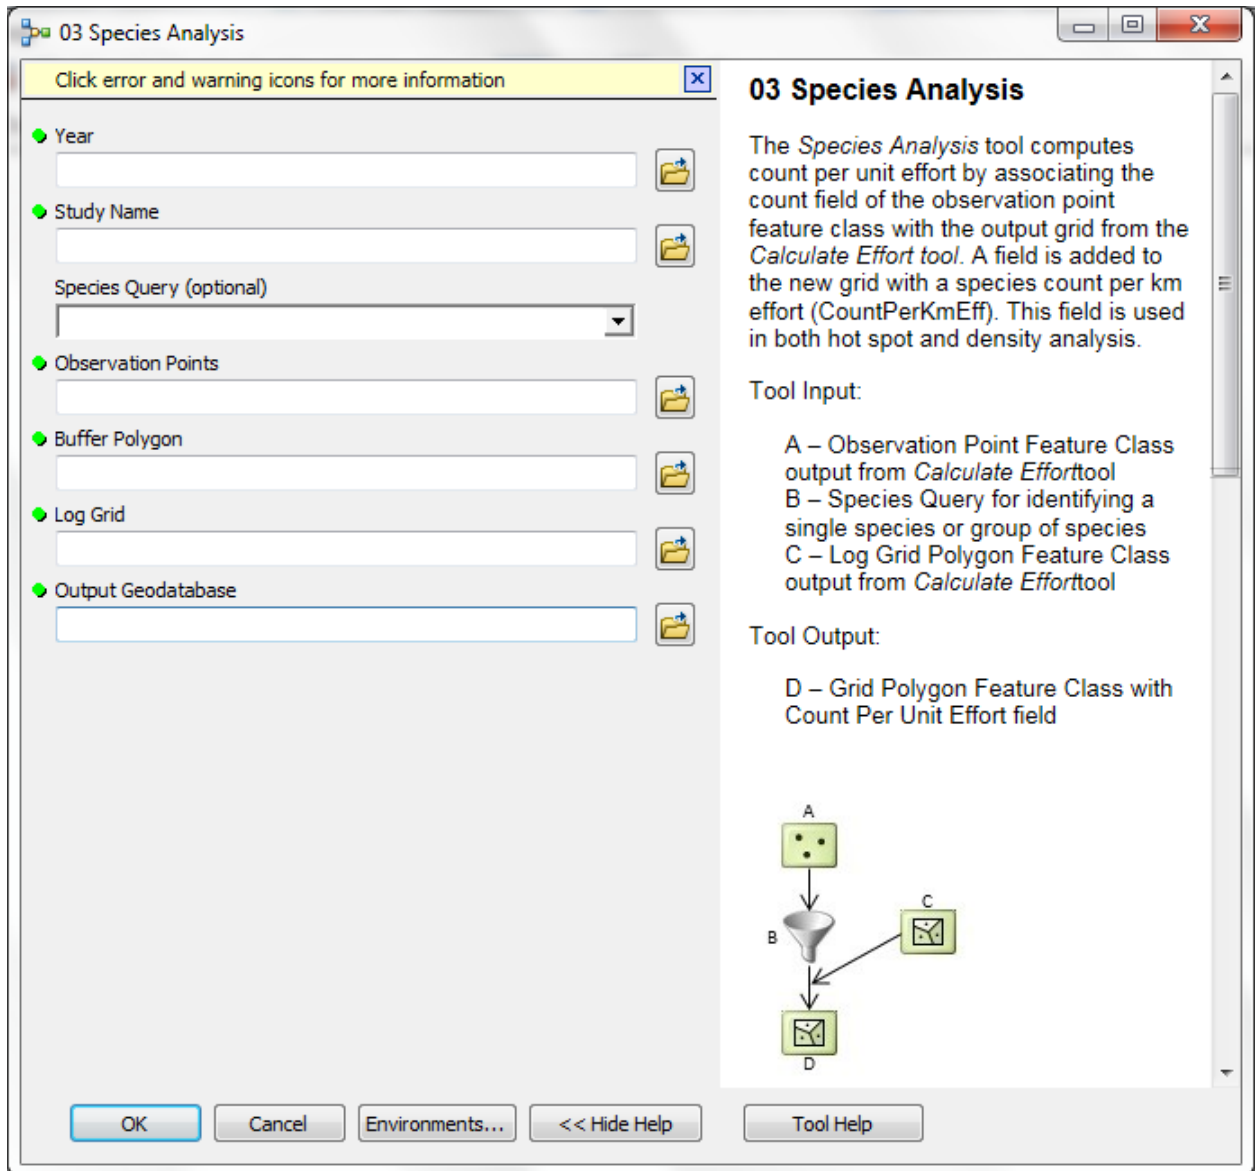 03 Species Analysis
Click error and warning icons for more information
Year
Study Name
Species Query (optional)
Observation Points
Buffer Polygon
Log Grid
Output Geodatabase
03 Species Analysis
The Species Analysis tool computes
count per unit effort by associating the
count field of the observation point
feature class with the output grid from the
Calculate Effort tool. A field is added to
the new grid with a species count per km
effort (CountPerKmEff). This field is used
in both hot spot and density analysis.
Tool Input:
A – Observation Point Feature Class
output from Calculate Efforttool
B – Species Query for identifying a
single species or group of species
C – Log Grid Polygon Feature Class
output from Calculate Efforttool
Tool Output:
D – Grid Polygon Feature Class with
Count Per Unit Effort field
A
C
B
D
OK
Cancel
Environments...
<< Hide Help
Tool Help